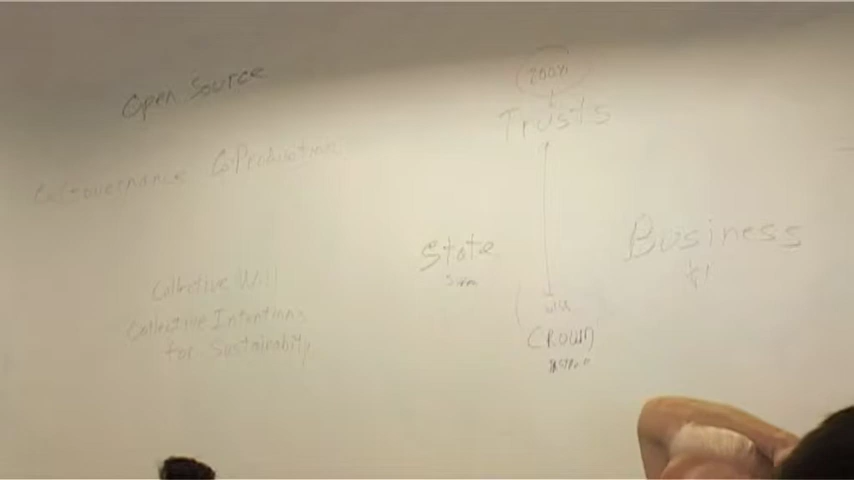 Open Source
CoGovernance CoProduction
Collective Will
Collective Intentions
for Sustainability
Trusts
State
Business
CROWN